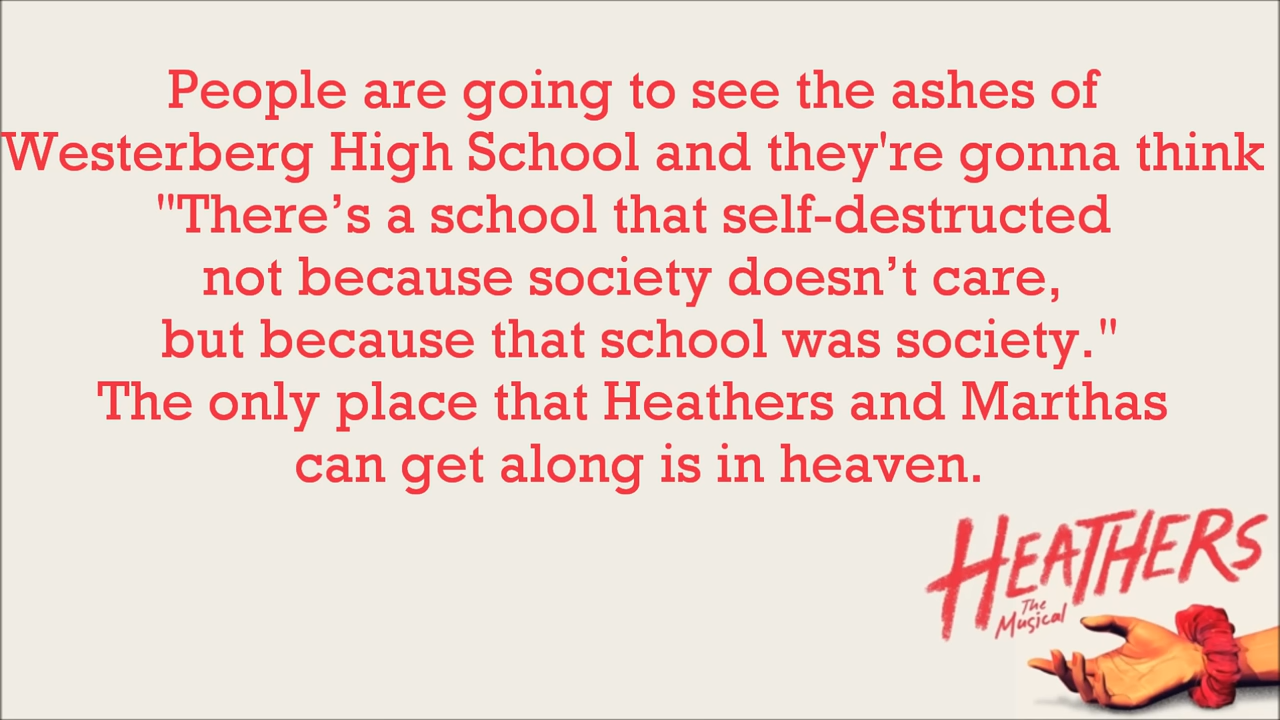 People are going to see the ashes of
Westerberg High School and they're gonna think
"There’s a school that self-destructed
not because society doesn’t care,
but because that school was society."
The only place that Heathers and Marthas
can get along is in heaven.
HEATHERS
The
Musical